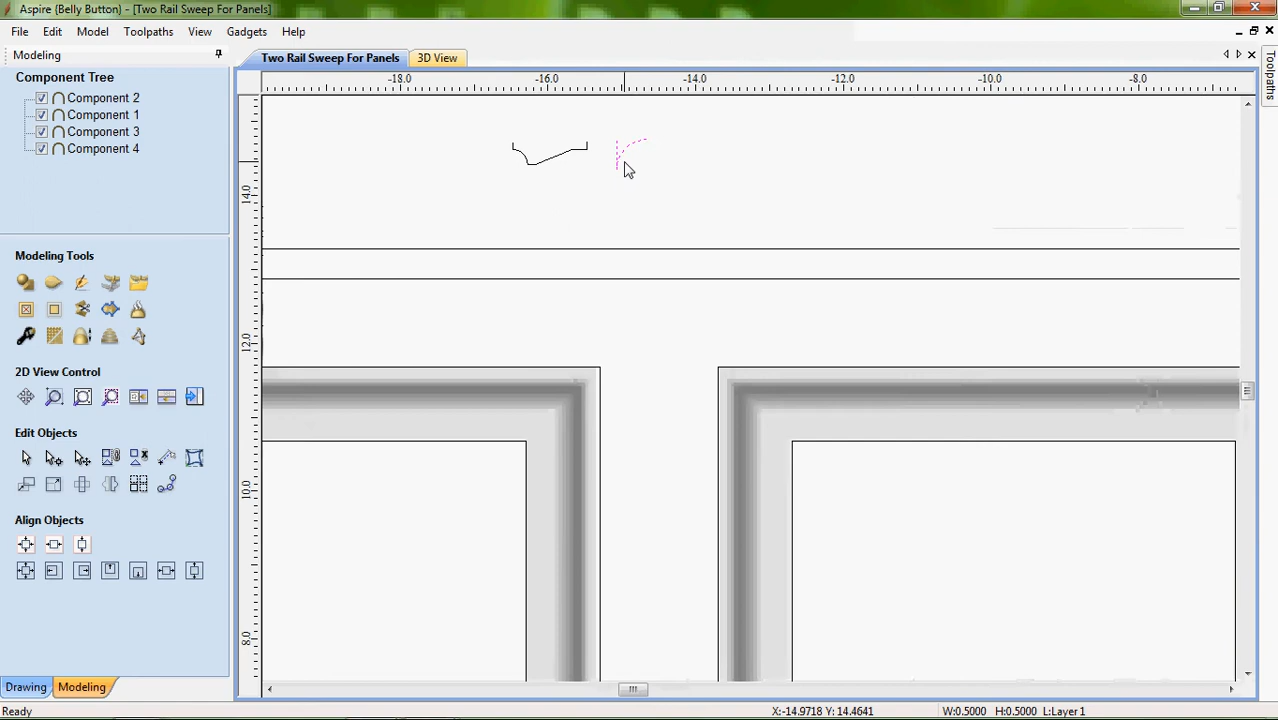 Aspire {Belly Button} - [Two Rail Sweep For Panels]
File Edit Model Toolpaths View Gadgets Help
Modeling
Two Rail Sweep For Panels
3D View
Toolpaths
Component Tree
Component 2
Component 1
Component 3
Component 4
-18.0 -16.0 -14.0 -12.0 -10.0 -8.0
14.0
12.0
10.0
8.0
Modeling Tools
2D View Control
Edit Objects
Align Objects
Drawing Modeling
Ready
X:-14.9718 Y: 14.4641
W:0.5000 H:0.5000 L:Layer 1